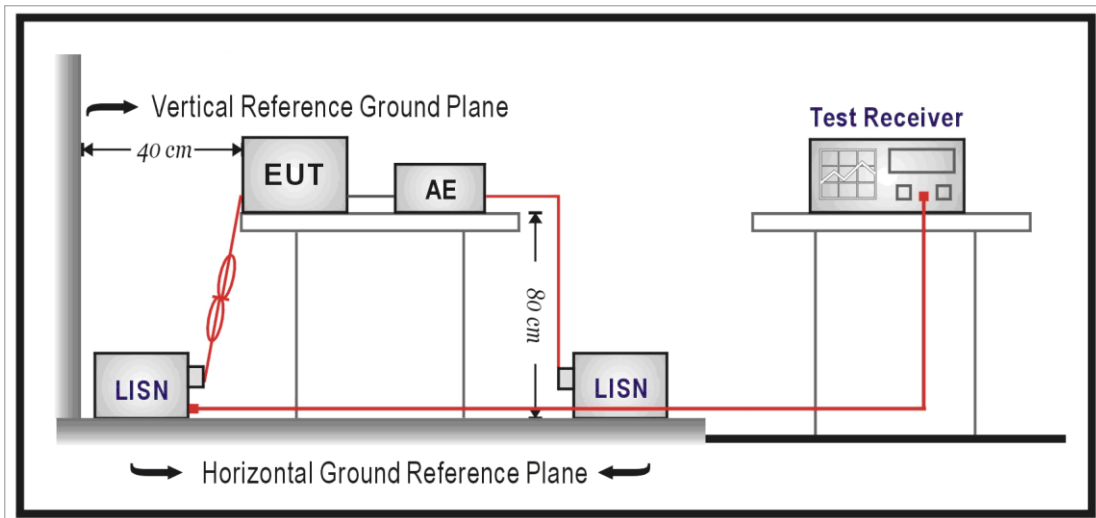 Vertical Reference Ground Plane
40 cm
EUT
AE
Test Receiver
80 cm
LISN
LISN
Horizontal Ground Reference Plane